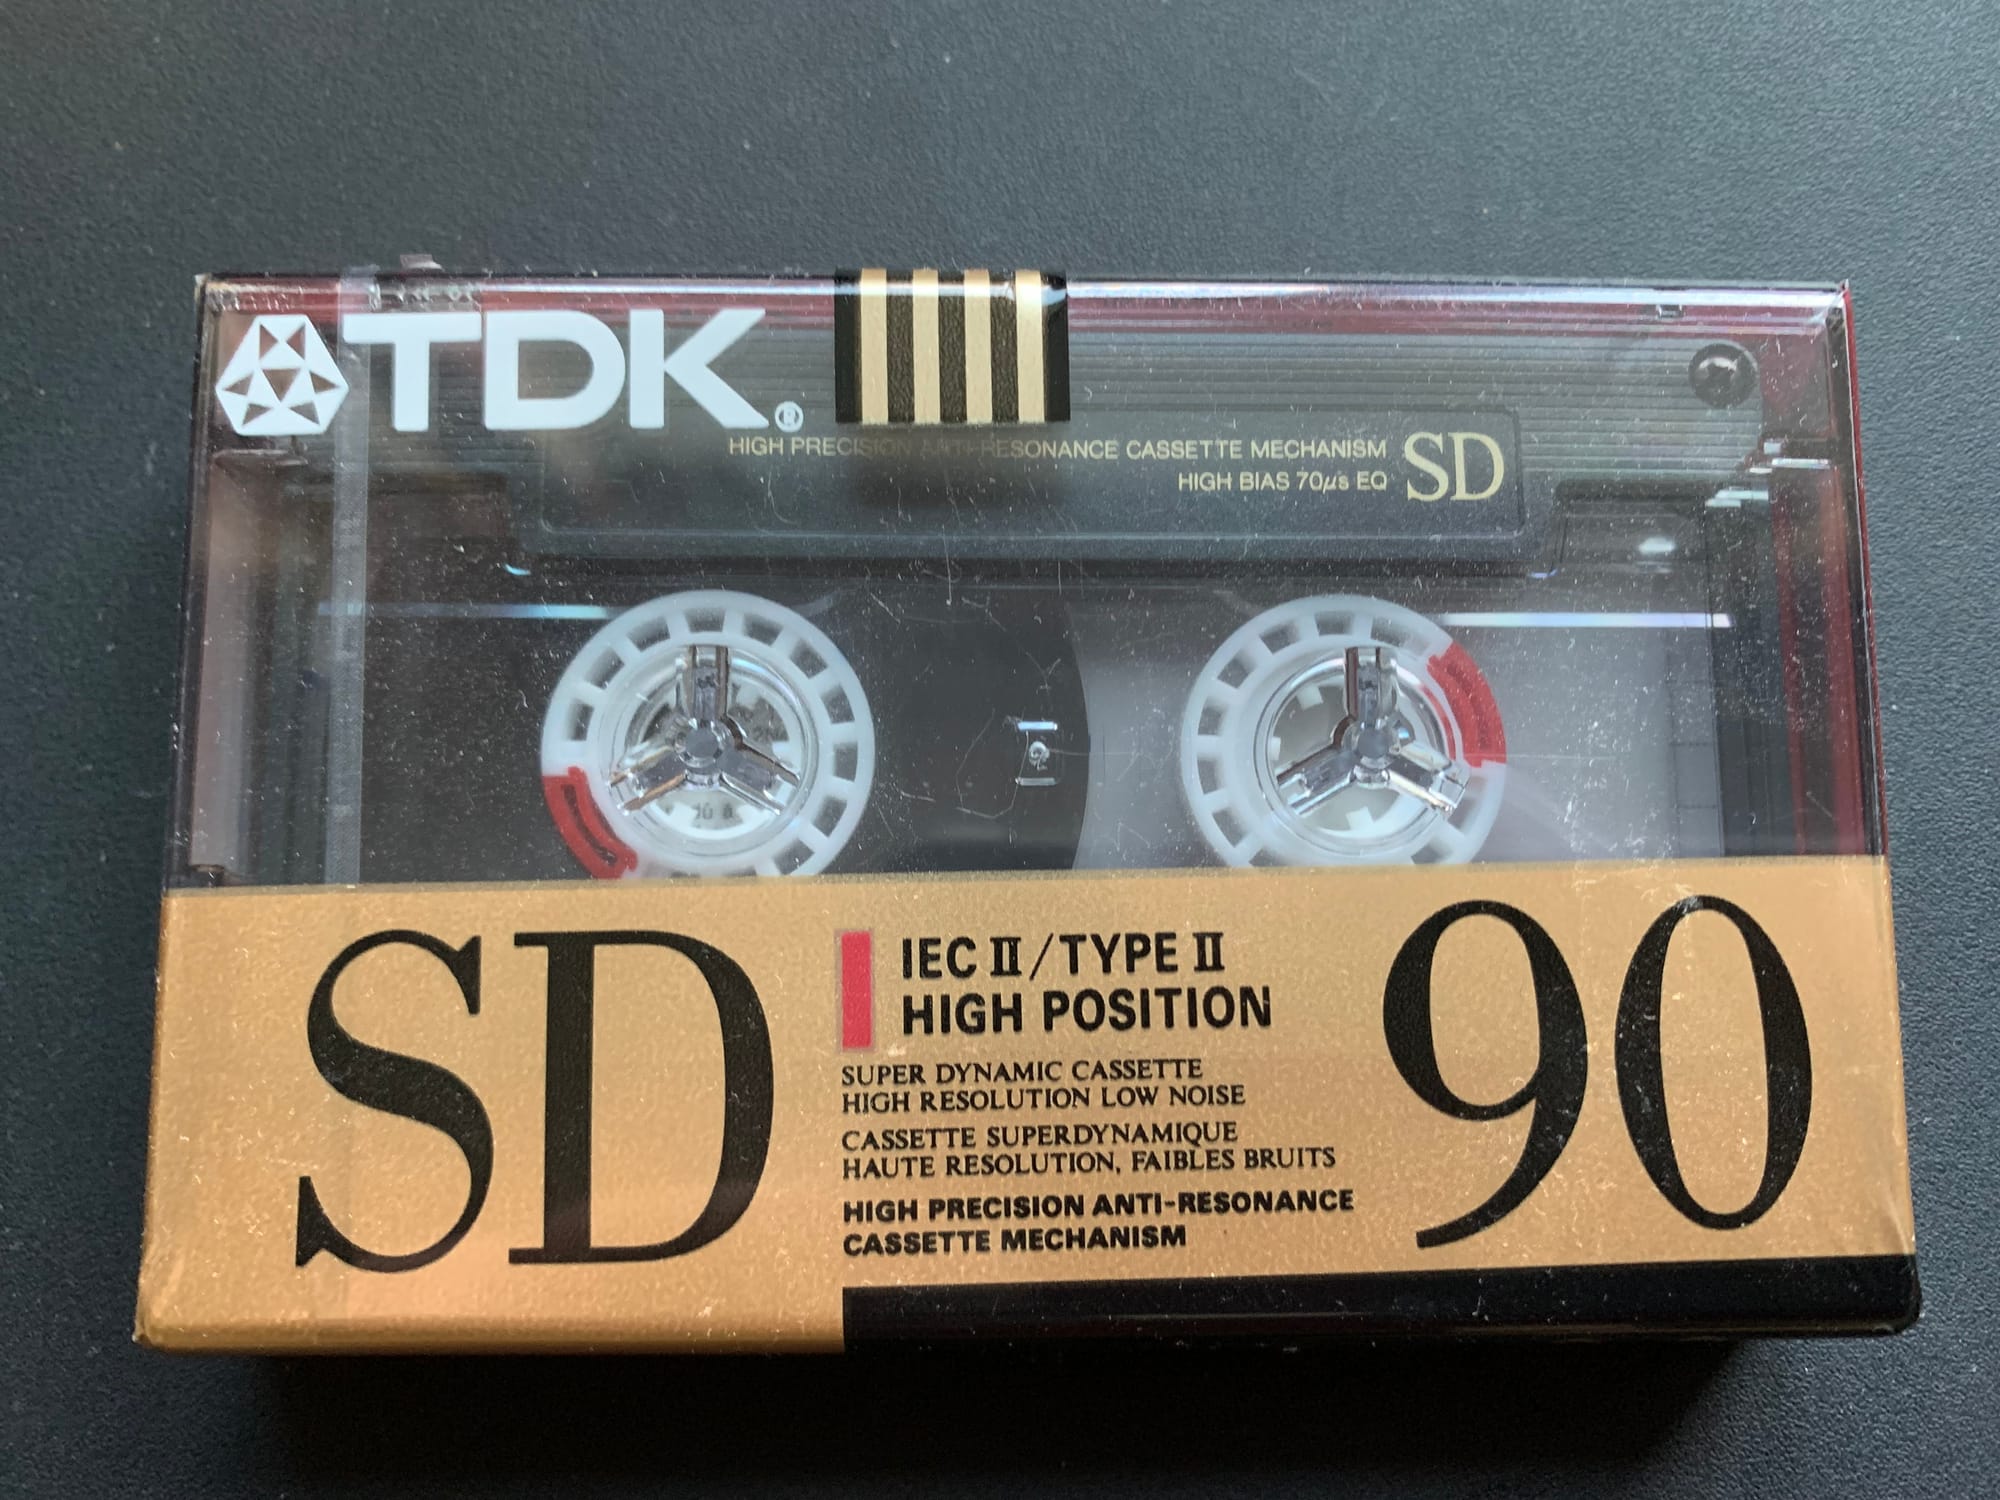 TDK®
HIGH PRECISION ANTI-RESONANCE CASSETTE MECHANISM
HIGH BIAS 70μs EQ
SD
SD
IEC II/TYPE II
HIGH POSITION
SUPER DYNAMIC CASSETTE
HIGH RESOLUTION LOW NOISE
CASSETTE SUPERDYNAMIQUE
HAUTE RESOLUTION, FAIBLES BRUITS
HIGH PRECISION ANTI-RESONANCE
CASSETTE MECHANISM
90